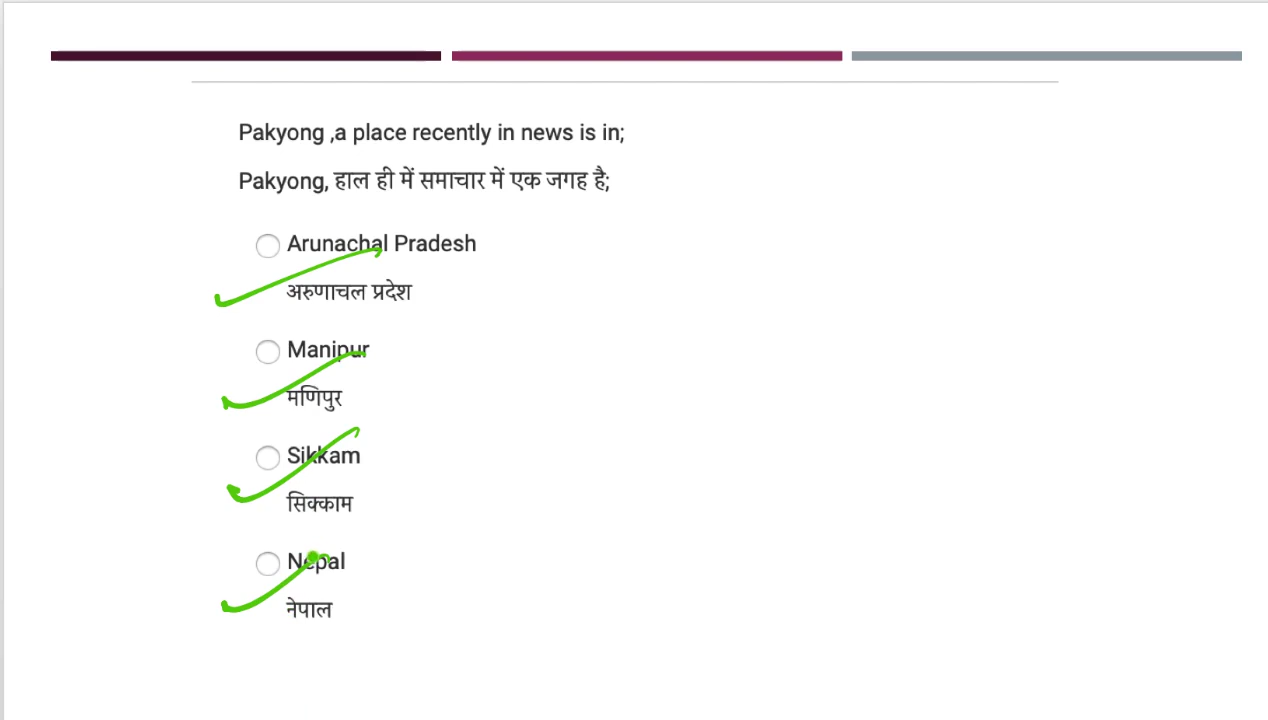 Pakyong ,a place recently in news is in;
Pakyong, हाल ही में समाचार में एक जगह है;
Arunachal Pradesh
अरुणाचल प्रदेश
Manipur
मणिपुर
Sikkam
सिक्काम
Nepal
नेपाल